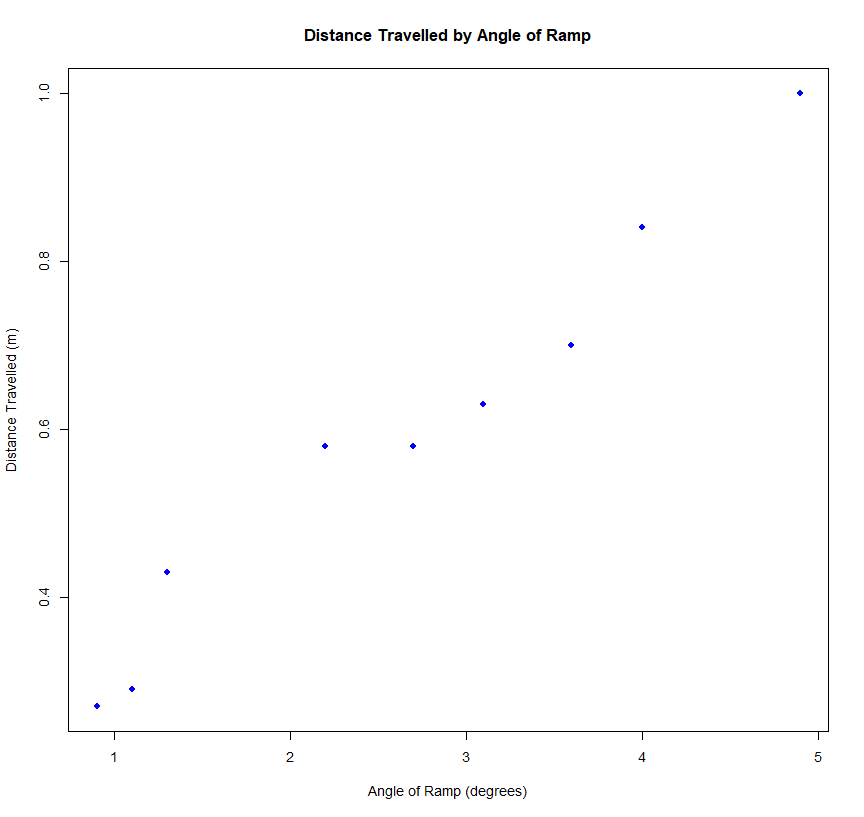 Distance Travelled by Angle of Ramp
1.0
0.8
0.6
0.4
Distance Travelled (m)
1 2 3 4 5
Angle of Ramp (degrees)